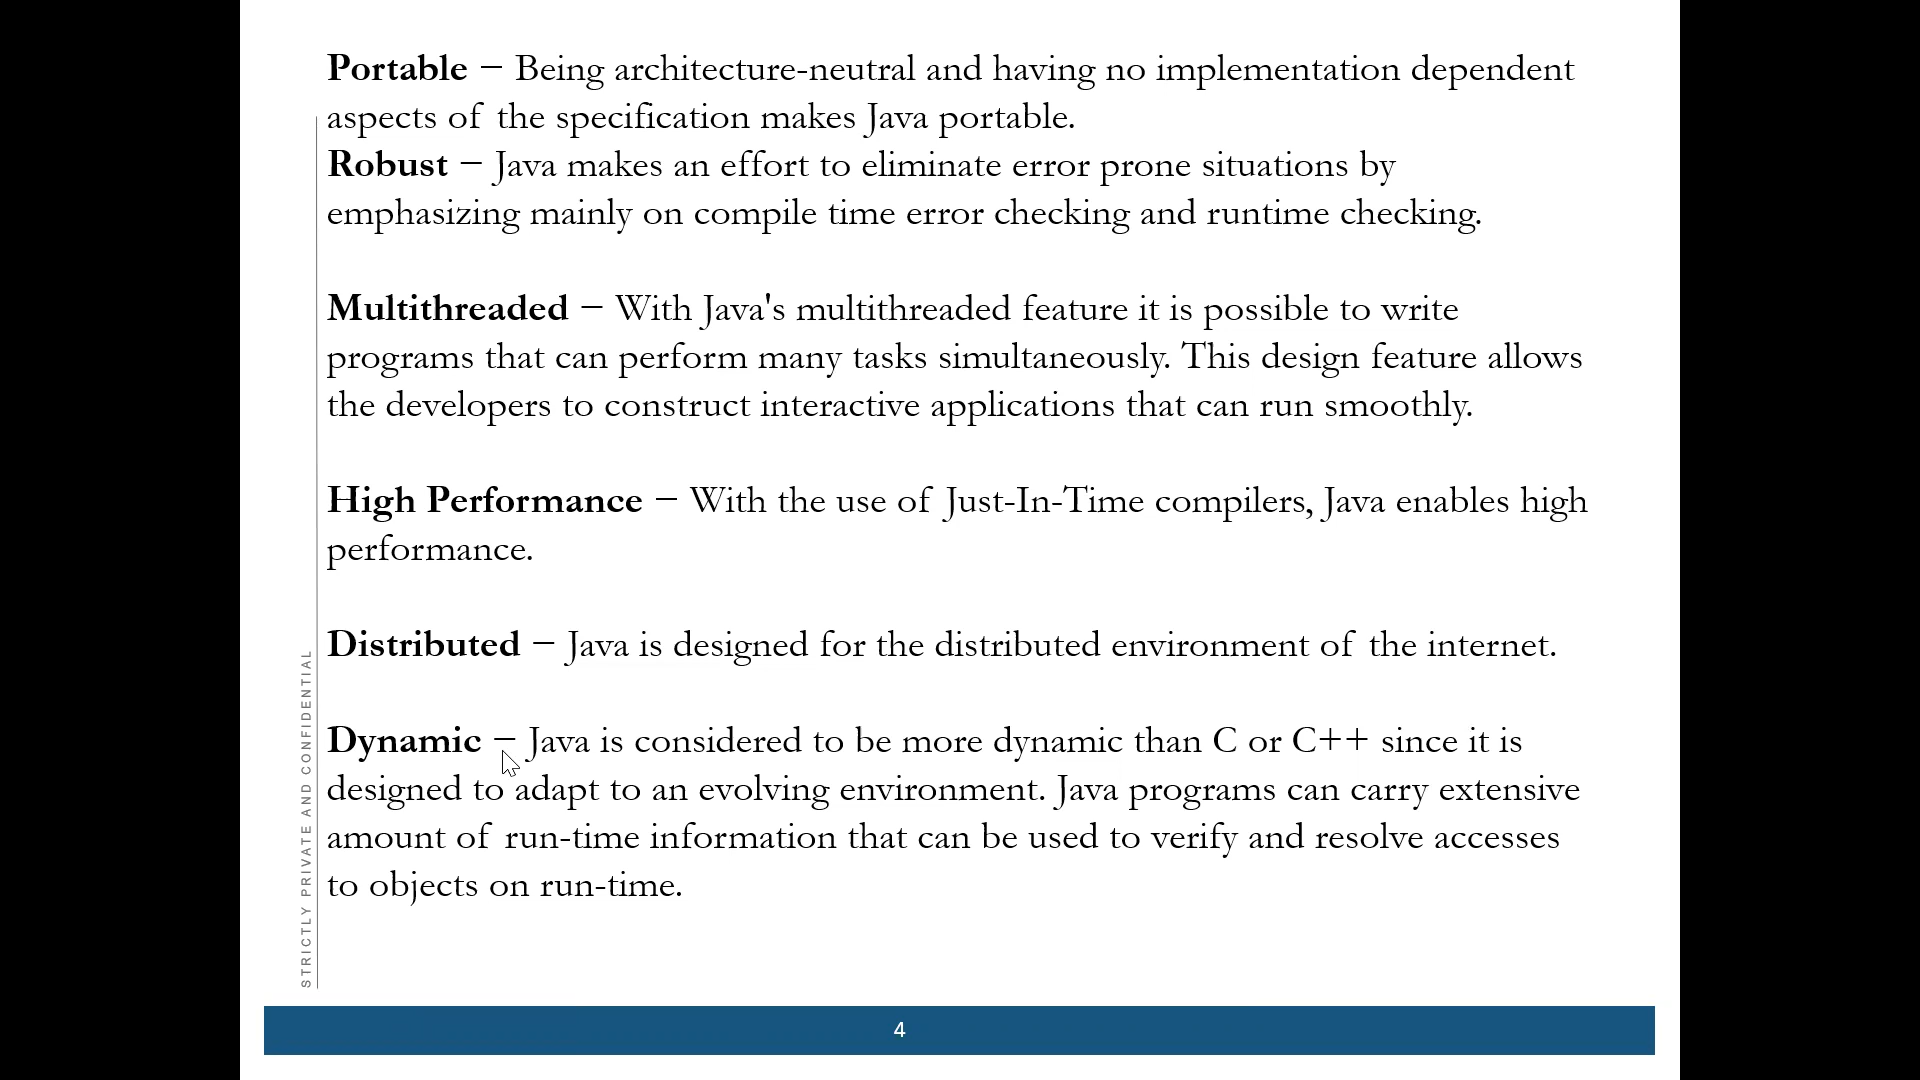 Portable − Being architecture-neutral and having no implementation dependent
aspects of the specification makes Java portable.
Robust − Java makes an effort to eliminate error prone situations by
emphasizing mainly on compile time error checking and runtime checking.
Multithreaded − With Java's multithreaded feature it is possible to write
programs that can perform many tasks simultaneously. This design feature allows
the developers to construct interactive applications that can run smoothly.
High Performance − With the use of Just-In-Time compilers, Java enables high
performance.
Distributed − Java is designed for the distributed environment of the internet.
Dynamic − Java is considered to be more dynamic than C or C++ since it is
designed to adapt to an evolving environment. Java programs can carry extensive
amount of run-time information that can be used to verify and resolve accesses
to objects on run-time.
STRICTLY PRIVATE AND CONFIDENTIAL
4